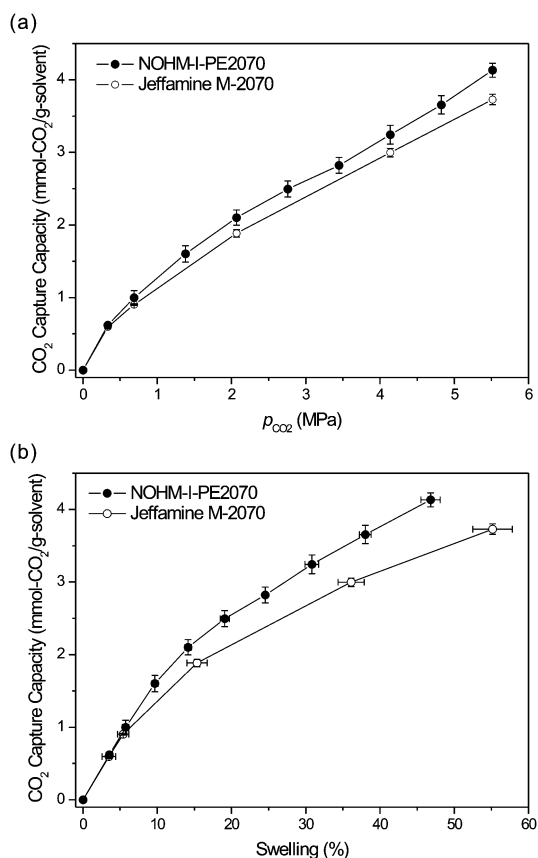 (a)
NOHM-I-PE2070
Jeffamine M-2070
CO₂ Capture Capacity (mmol-CO₂/g-solvent)
4
3
2
1
0
0 1 2 3 4 5 6
p_CO2 (MPa)
(b)
NOHM-I-PE2070
Jeffamine M-2070
CO₂ Capture Capacity (mmol-CO₂/g-solvent)
4
3
2
1
0
0 10 20 30 40 50 60
Swelling (%)